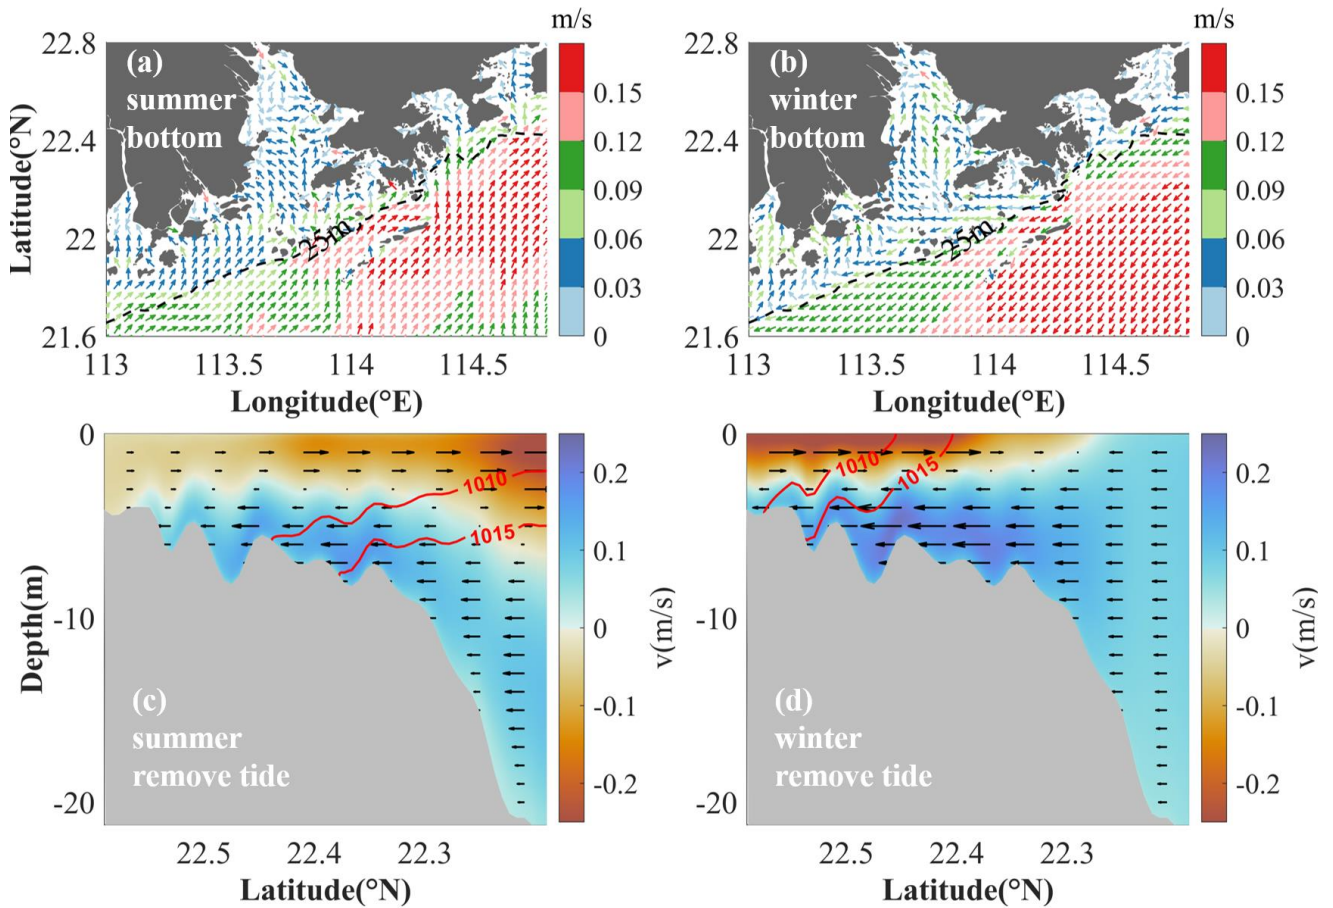 m/s
m/s
22.8
22.4
22
21.6
Latitude(°N)
(a)
summer
bottom
25m
0.15
0.12
0.09
0.06
0.03
0
113
113.5
114
114.5
Longitude(°E)
22.8
22.4
22
21.6
(b)
winter
bottom
25m
0.15
0.12
0.09
0.06
0.03
0
113
113.5
114
114.5
Longitude(°E)
0
-10
-20
Depth(m)
1010
1015
(c)
summer
remove tide
0.2
0.1
0
-0.1
-0.2
v(m/s)
22.5
22.4
22.3
Latitude(°N)
0
-10
-20
1010
1015
(d)
winter
remove tide
0.2
0.1
0
-0.1
-0.2
v(m/s)
22.5
22.4
22.3
Latitude(°N)